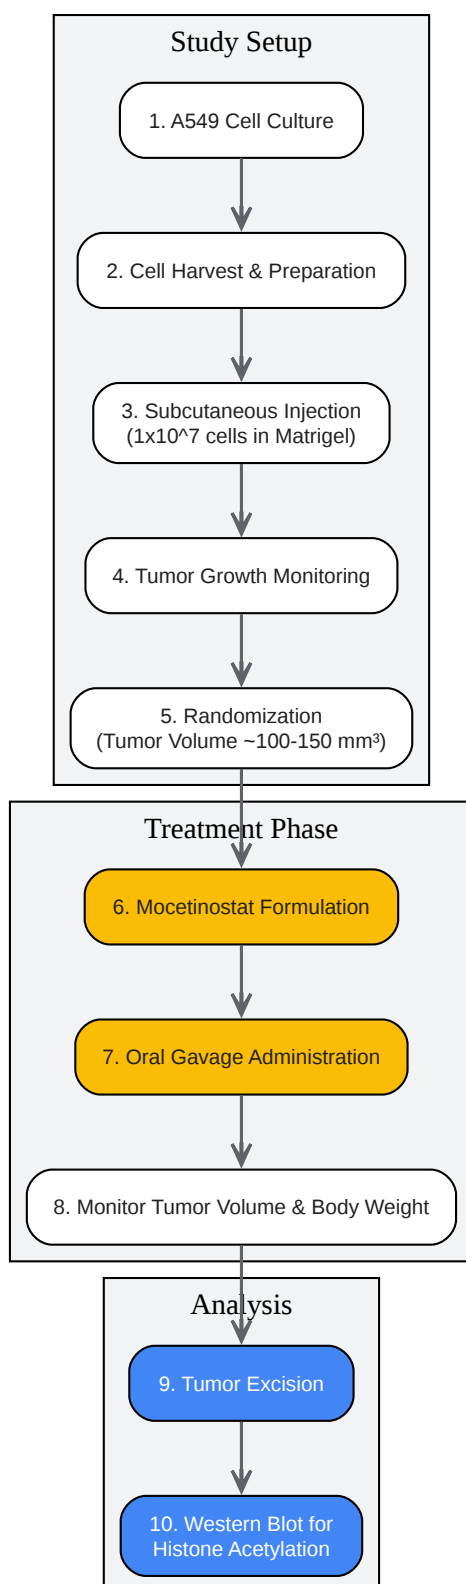 Study Setup
1. A549 Cell Culture
2. Cell Harvest & Preparation
3. Subcutaneous Injection
(1x10^7 cells in Matrigel)
4. Tumor Growth Monitoring
5. Randomization
(Tumor Volume ~100-150 mm³)
Treatment Phase
6. Mocetinostat Formulation
7. Oral Gavage Administration
8. Monitor Tumor Volume & Body Weight
Analysis
9. Tumor Excision
10. Western Blot for
Histone Acetylation